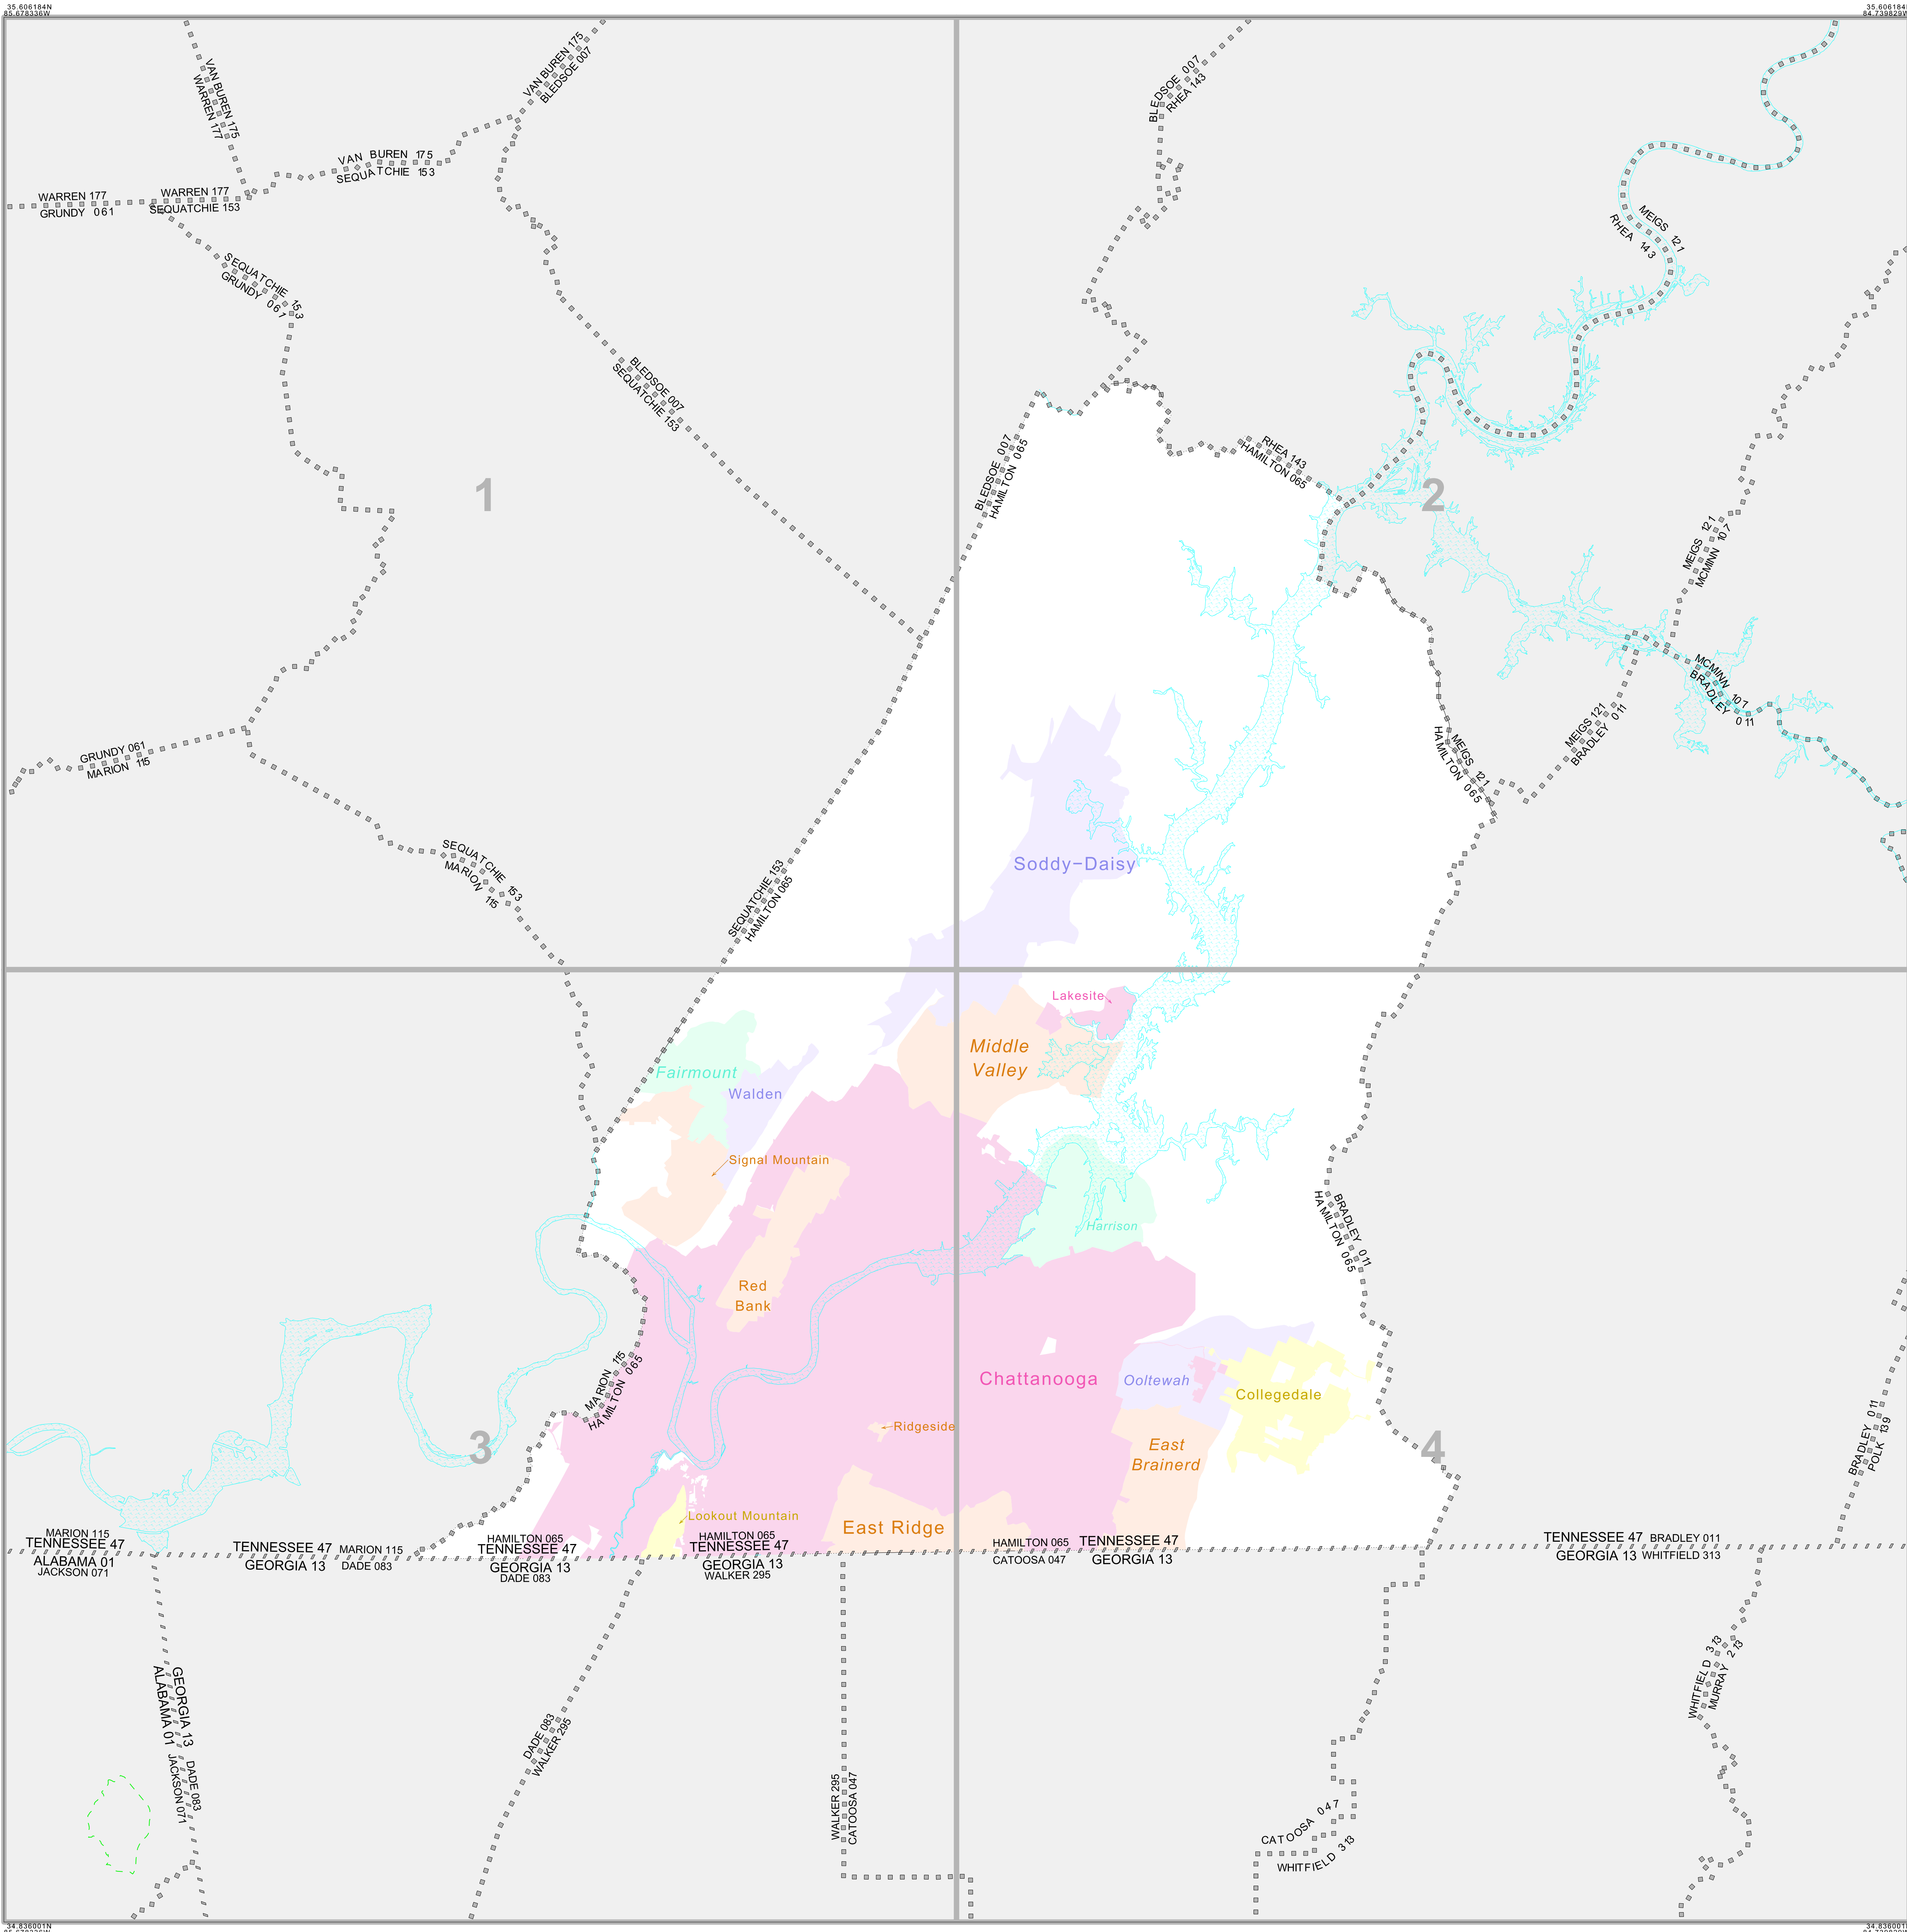 35.606184N
85.678336W
35.606184N
84.739829W
VAN BUREN 175
WARREN 177
VAN BUREN 175
BLEDSOE 007
BLEDSOE 007
RHEA 143
VAN BUREN 175
SEQUATCHIE 153
WARREN 177
GRUNDY 061
WARREN 177
SEQUATCHIE 153
SEQUATCHIE 153
GRUNDY 061
MEIGS 121
RHEA 143
BLEDSOE 007
SEQUATCHIE 153
BLEDSOE 007
HAMILTON 065
RHEA 143
HAMILTON 065
1
2
MEIGS 121
MCMINN 107
MCMINN 107
BRADLEY 011
MEIGS 121
BRADLEY 011
MEIGS 121
HAMILTON 065
GRUNDY 061
MARION 115
SEQUATCHIE 153
MARION 115
SEQUATCHIE 153
HAMILTON 065
Soddy-Daisy
Lakesite
Middle
Valley
Fairmount
Walden
Signal Mountain
Harrison
BRADLEY 011
HAMILTON 065
Red
Bank
MARION 115
HAMILTON 065
Chattanooga
Ooltewah
Collegedale
Ridgeside
3
4
East
Brainerd
BRADLEY 011
POLK 139
Lookout Mountain
East Ridge
MARION 115
TENNESSEE 47
ALABAMA 01
JACKSON 071
TENNESSEE 47 MARION 115
GEORGIA 13 DADE 083
HAMILTON 065
TENNESSEE 47
GEORGIA 13
DADE 083
HAMILTON 065
TENNESSEE 47
GEORGIA 13
WALKER 295
HAMILTON 065 TENNESSEE 47
CATOOSA 047 GEORGIA 13
TENNESSEE 47 BRADLEY 011
GEORGIA 13 WHITFIELD 313
GEORGIA 13
ALABAMA 01
DADE 083
JACKSON 071
DADE 083
WALKER 295
WALKER 295
CATOOSA 047
CATOOSA 047
WHITFIELD 313
WHITFIELD 313
MURRAY 213
34.836001N
85.678336W
34.836001N
84.739829W